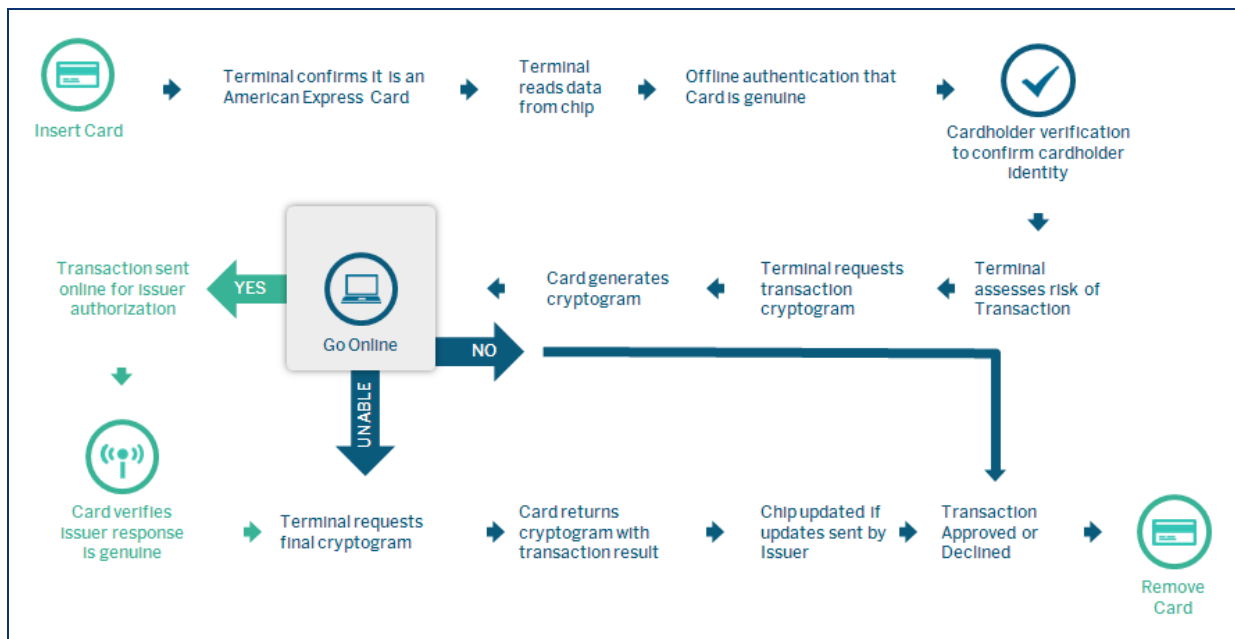 Insert Card
Terminal confirms it is an
American Express Card
Terminal
reads data
from chip
Offline authentication that
Card is genuine
Cardholder verification
to confirm cardholder
identity
Terminal
assesses risk of
Transaction
Terminal requests
transaction
cryptogram
Card generates
cryptogram
Go Online
YES
NO
UNABLE
Transaction sent
online for issuer
authorization
Card verifies
issuer response
is genuine
Terminal requests
final cryptogram
Card returns
cryptogram with
transaction result
Chip updated if
updates sent by
Issuer
Transaction
Approved or
Declined
Remove
Card